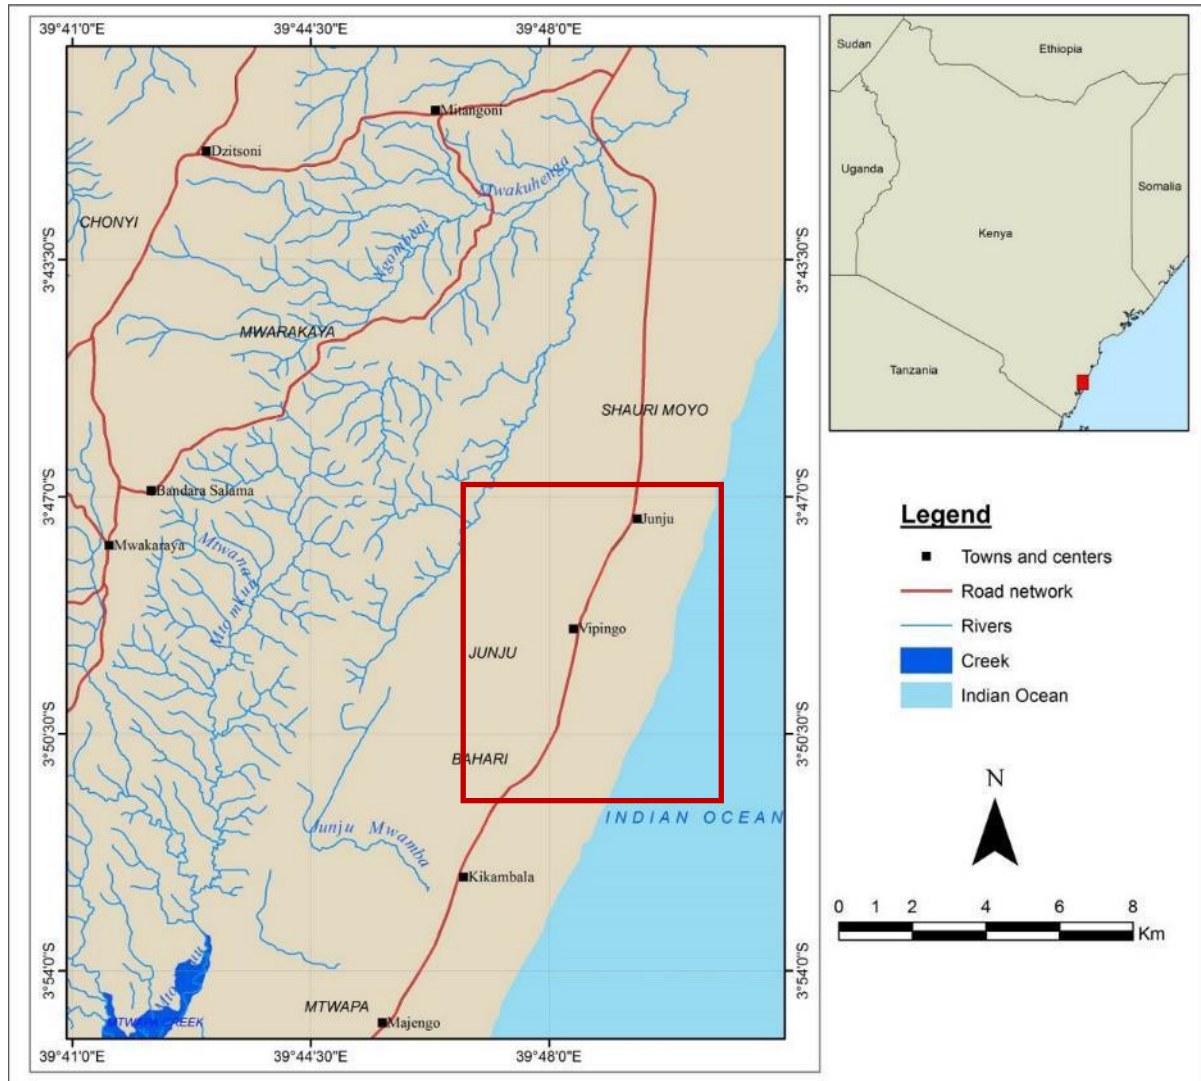 39°41'0"E
39°44'30"E
39°48'0"E
Mitangoni
Dzitsoni
Mwakuhenga
CHONYI
Ngomboni
3°43'30"S
3°43'30"S
MWARAKAYA
SHAURI MOYO
3°47'0"S
3°47'0"S
Bandara Salama
Junju
Mwakaraya
Mtwana
Mtomkuu
Vipingo
JUNJU
3°50'30"S
3°50'30"S
BAHARI
INDIAN OCEAN
Junju Mwamba
Kikambala
3°54'0"S
3°54'0"S
MTWAPA
MTWAPA CREEK
Majengo
39°41'0"E
39°44'30"E
39°48'0"E
Sudan
Ethiopia
Uganda
Somalia
Kenya
Tanzania
Legend
Towns and centers
Road network
Rivers
Creek
Indian Ocean
N
0 1 2 4 6 8
Km